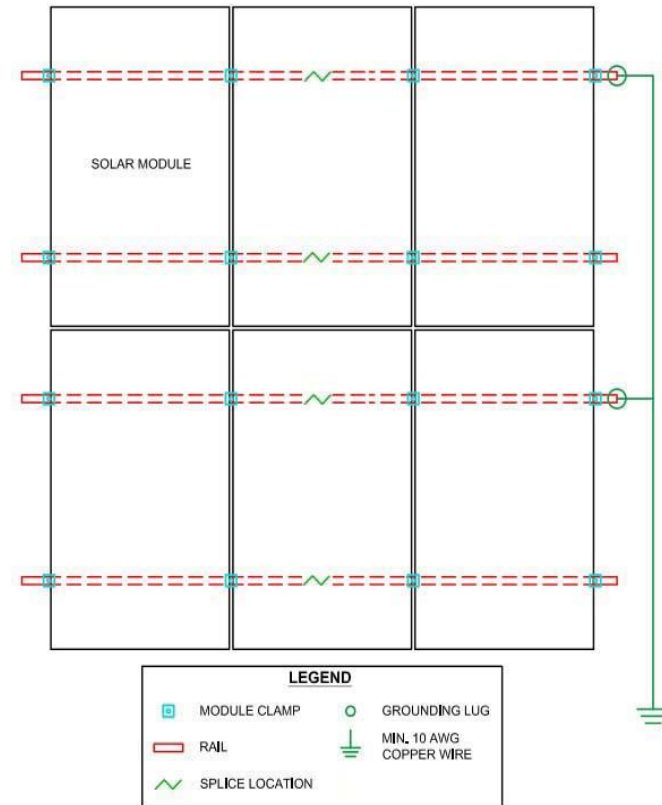 SOLAR MODULE
LEGEND
MODULE CLAMP
GROUNDING LUG
RAIL
MIN. 10 AWG
COPPER WIRE
SPLICE LOCATION